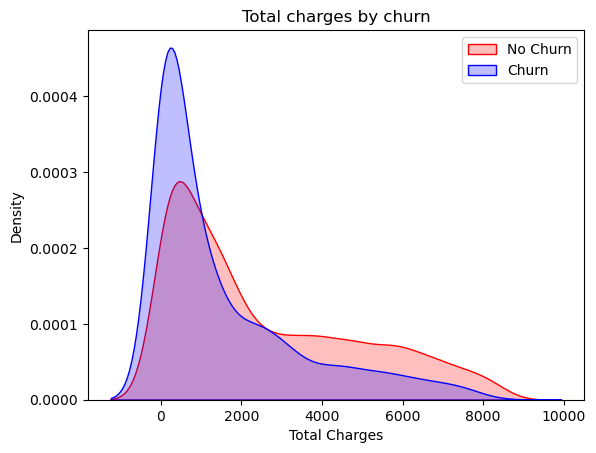 Total charges by churn
No Churn
Churn
0.0004
0.0003
0.0002
0.0001
0.0000
Density
0
2000
4000
6000
8000
10000
Total Charges